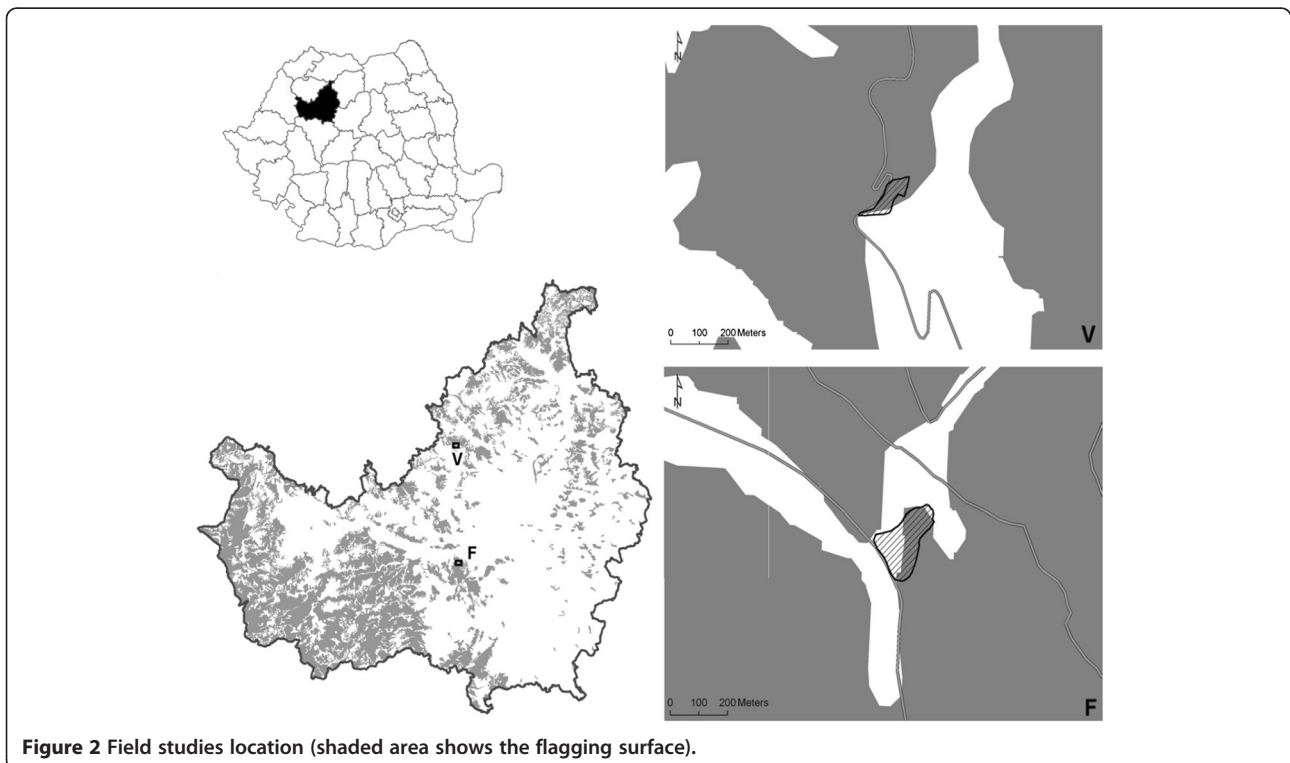 N
0 100 200 Meters
V
V
F
N
0 100 200 Meters
F
Figure 2 Field studies location (shaded area shows the flagging surface).